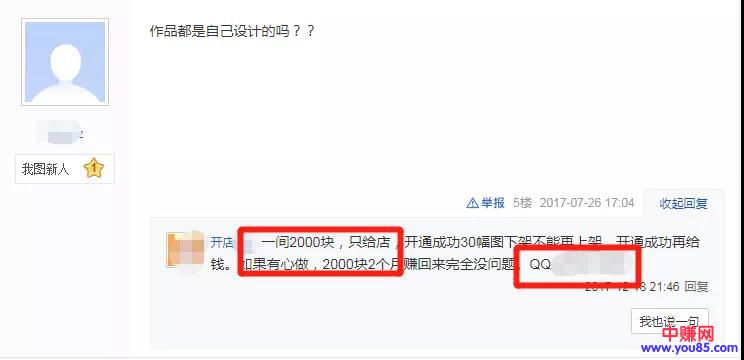 作品都是自己设计的吗？？
我图新人 1
举报 5楼 2017-07-26 17:04 收起回复
开店 一间2000块，只给店，开通成功30幅图下架不能再上架，开通成功再给
钱。如果有心做，2000块2个月赚回来完全没问题 QQ
2017-12-18 21:46 回复
我也说一句
中赚网
www.you85.com